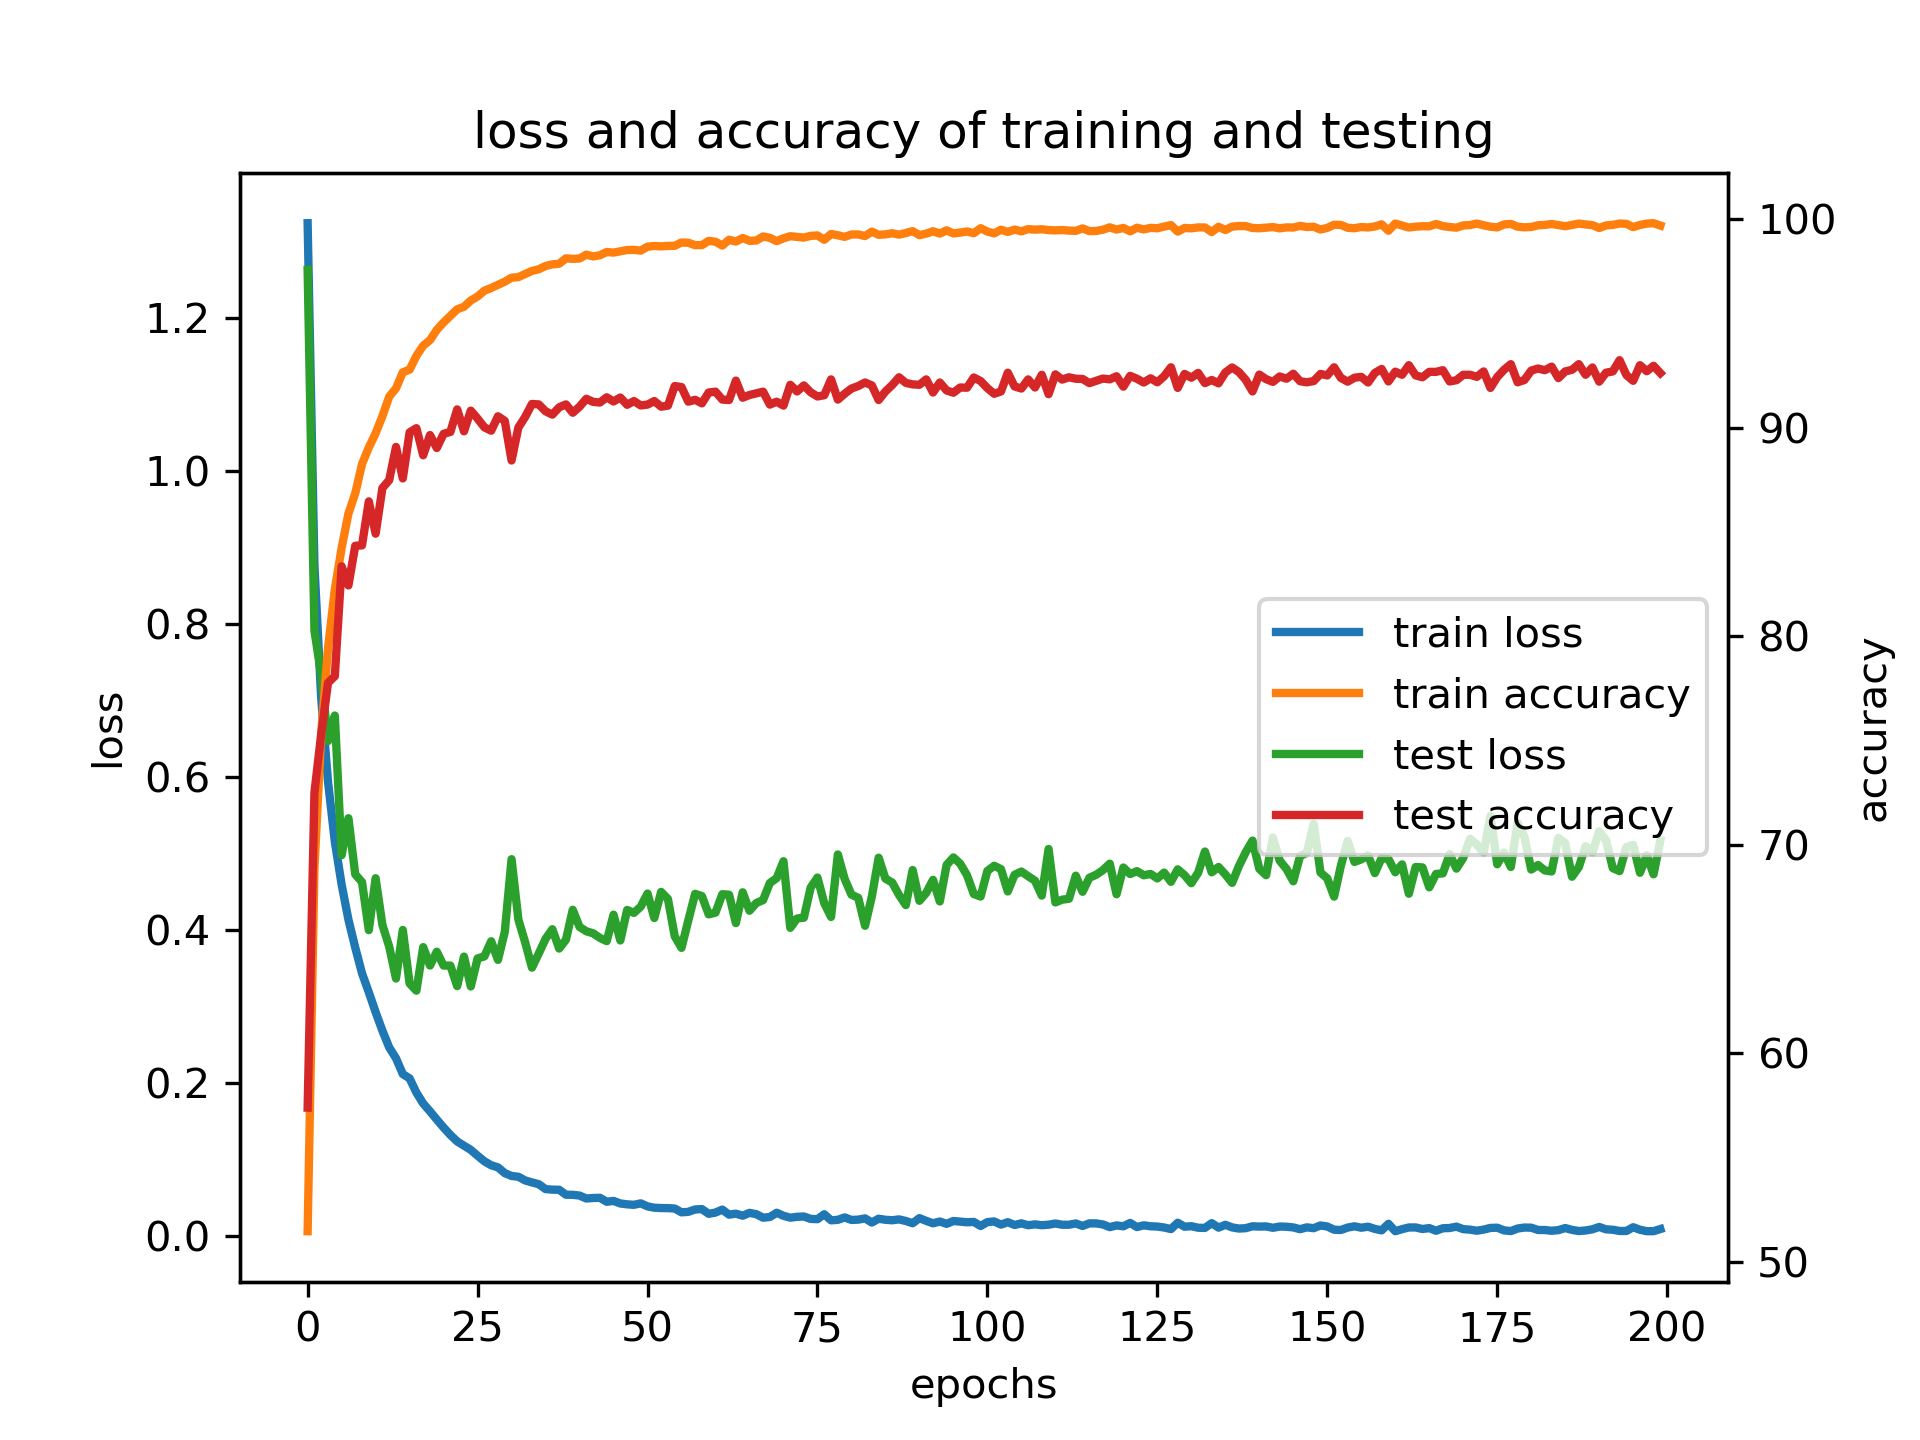 loss and accuracy of training and testing
loss
1.2
1.0
0.8
0.6
0.4
0.2
0.0
100
90
80
70
60
50
accuracy
train loss
train accuracy
test loss
test accuracy
0 25 50 75 100 125 150 175 200
epochs